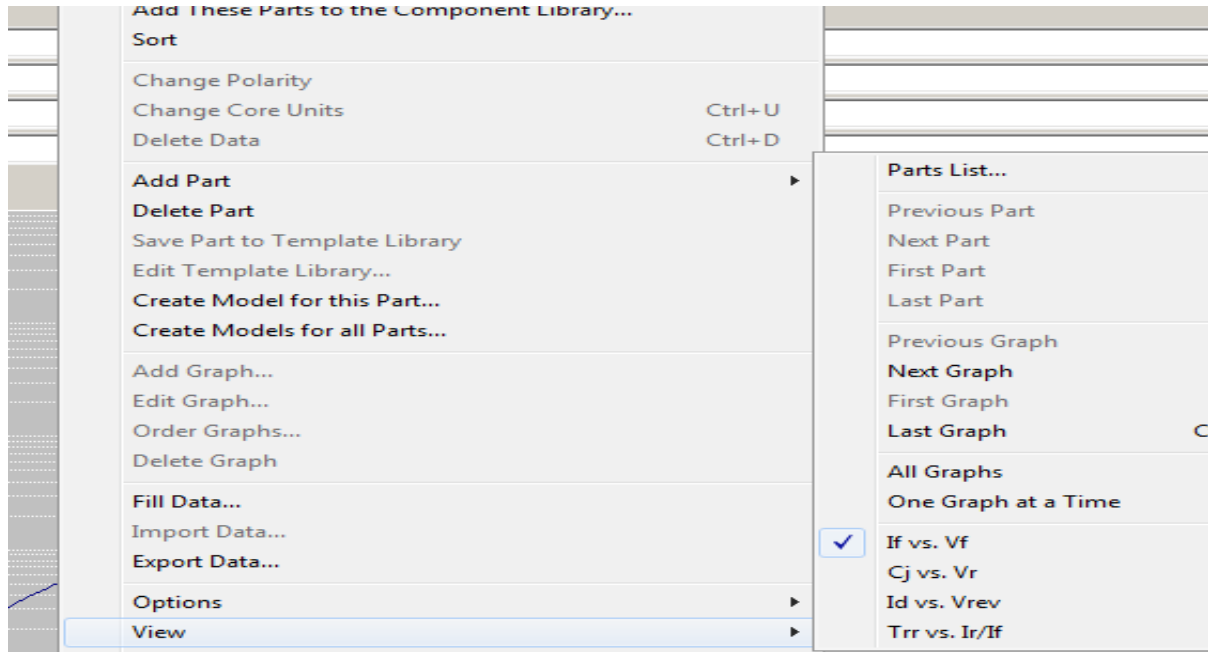 Add These Parts to the Component Library...
Sort
Change Polarity
Change Core Units Ctrl+U
Delete Data Ctrl+D
Add Part
Delete Part
Save Part to Template Library
Edit Template Library...
Create Model for this Part...
Create Models for all Parts...
Add Graph...
Edit Graph...
Order Graphs...
Delete Graph
Fill Data...
Import Data...
Export Data...
Options
View
Parts List...
Previous Part
Next Part
First Part
Last Part
Previous Graph
Next Graph
First Graph
Last Graph C
All Graphs
One Graph at a Time
If vs. Vf
Cj vs. Vr
Id vs. Vrev
Trr vs. Ir/If